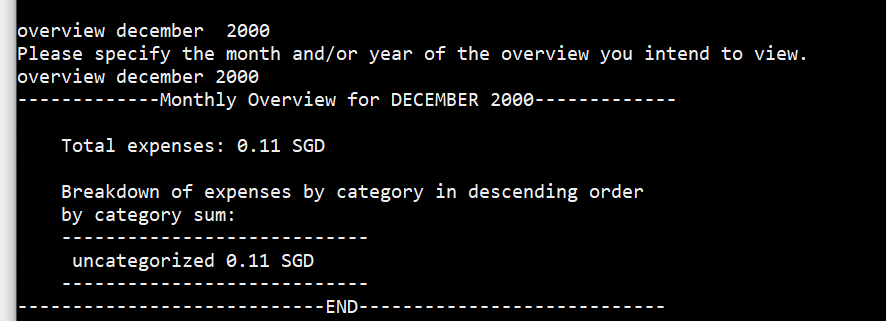 overview december  2000
Please specify the month and/or year of the overview you intend to view.
overview december 2000
-------------Monthly Overview for DECEMBER 2000-------------
Total expenses: 0.11 SGD
Breakdown of expenses by category in descending order
by category sum:
----------------------------
uncategorized 0.11 SGD
----------------------------
----------------------------END----------------------------